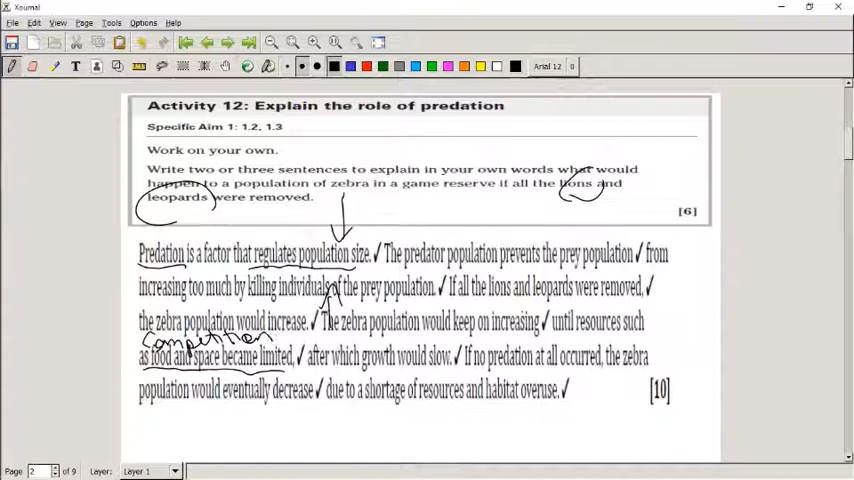 Xournal
File Edit View Page Tools Options Help
T Arial 12 0
Activity 12: Explain the role of predation
Specific Aim 1: 1.2, 1.3
Work on your own.
Write two or three sentences to explain in your own words what would
happen to a population of zebra in a game reserve if all the lions and
leopards were removed.
[6]
Predation is a factor that regulates population size. ✓ The predator population prevents the prey population ✓ from
increasing too much by killing individuals of the prey population. ✓ If all the lions and leopards were removed, ✓
the zebra population would increase. ✓ The zebra population would keep on increasing ✓ until resources such
competition
as food and space became limited, ✓ after which growth would slow. ✓ If no predation at all occurred, the zebra
population would eventually decrease ✓ due to a shortage of resources and habitat overuse. ✓ [10]
Page 2 of 9 Layer: Layer 1